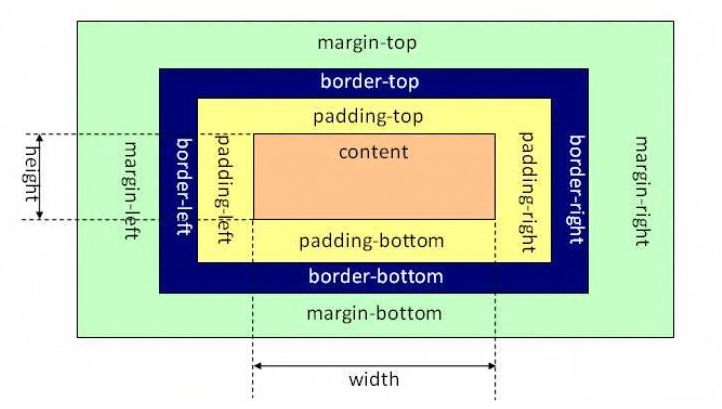 margin-top
border-top
padding-top
content
height
margin-left
border-left
padding-left
padding-right
border-right
margin-right
padding-bottom
border-bottom
margin-bottom
width